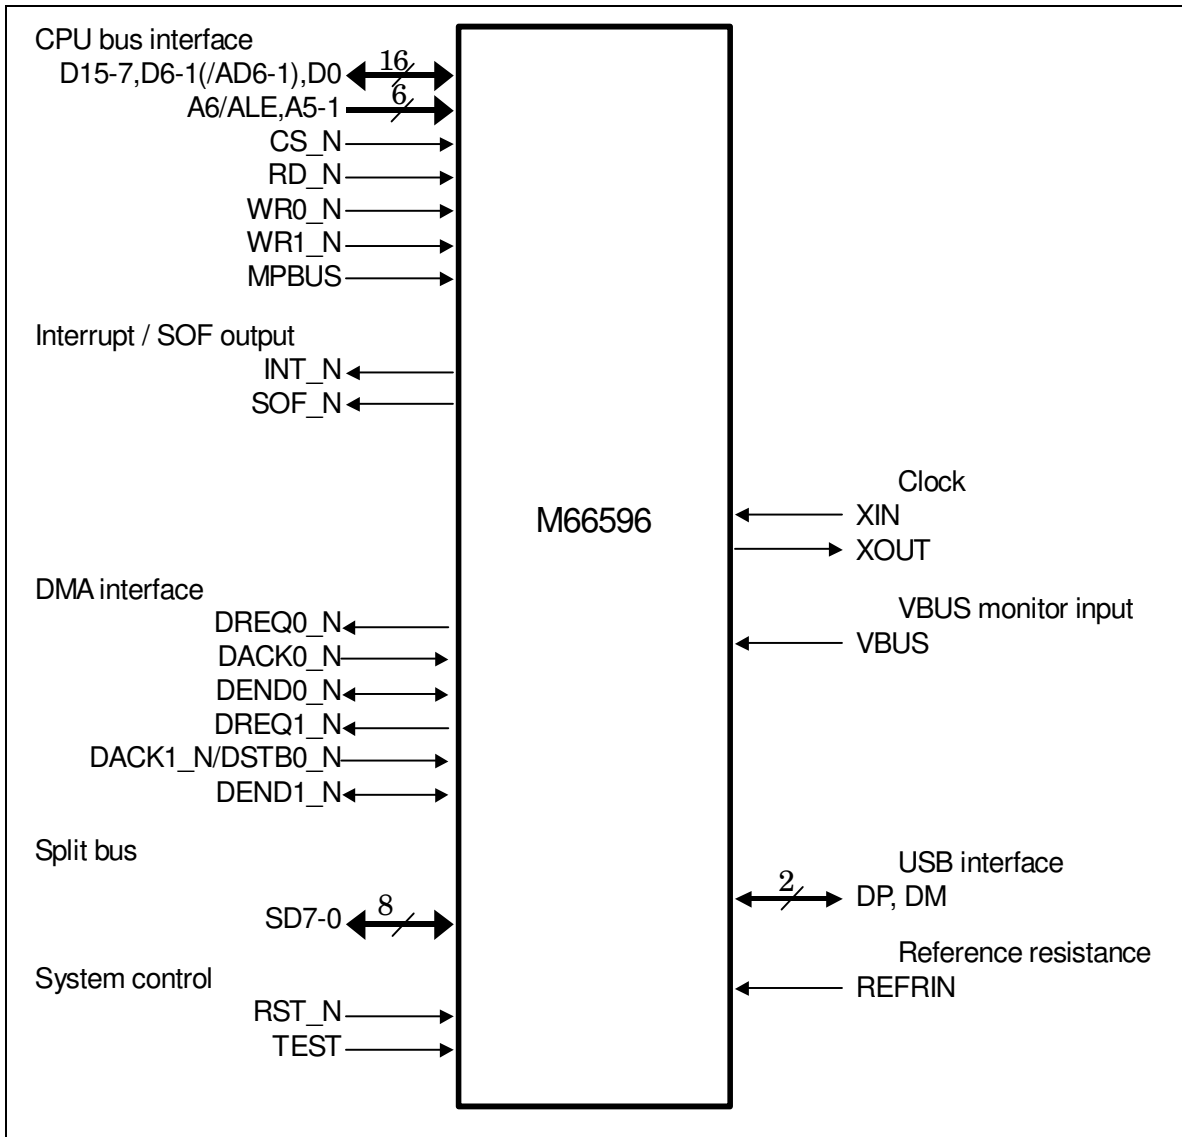 CPU bus interface
D15-7,D6-1(/AD6-1),D0
16
A6/ALE,A5-1
6
CS_N
RD_N
WR0_N
WR1_N
MPBUS
Interrupt / SOF output
INT_N
SOF_N
M66596
Clock
XIN
XOUT
DMA interface
DREQ0_N
DACK0_N
DEND0_N
DREQ1_N
DACK1_N/DSTB0_N
DEND1_N
VBUS monitor input
VBUS
Split bus
SD7-0
8
USB interface
2
DP, DM
System control
RST_N
TEST
Reference resistance
REFRIN